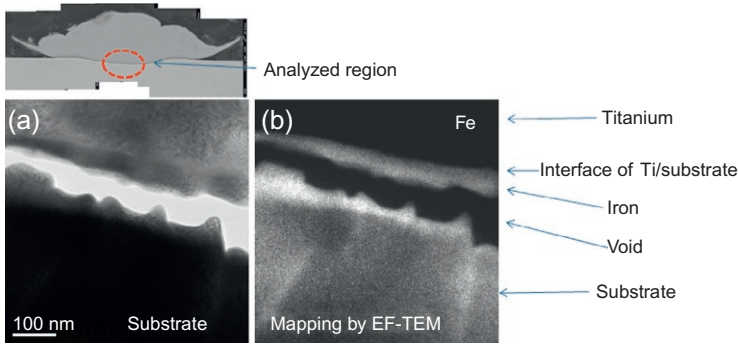 Analyzed region
(a)
(b)
Fe
Titanium
Interface of Ti/substrate
Iron
Void
Substrate
100 nm
Substrate
Mapping by EF-TEM